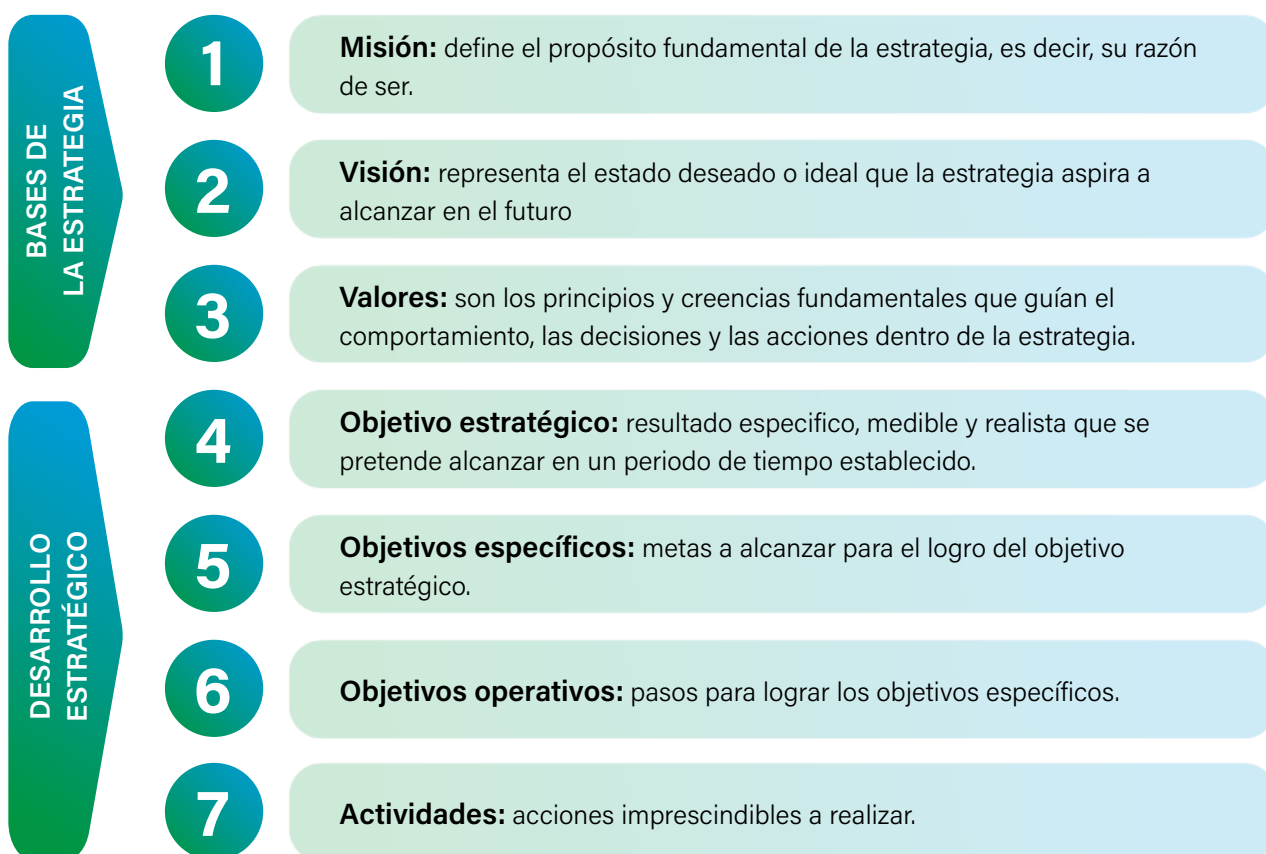 BASES DE
LA ESTRATEGIA
1
Misión: define el propósito fundamental de la estrategia, es decir, su razón
de ser.
2
Visión: representa el estado deseado o ideal que la estrategia aspira a
alcanzar en el futuro
3
Valores: son los principios y creencias fundamentales que guían el
comportamiento, las decisiones y las acciones dentro de la estrategia.
DESARROLLO
ESTRATÉGICO
4
Objetivo estratégico: resultado especifico, medible y realista que se
pretende alcanzar en un periodo de tiempo establecido.
5
Objetivos específicos: metas a alcanzar para el logro del objetivo
estratégico.
6
Objetivos operativos: pasos para lograr los objetivos específicos.
7
Actividades: acciones imprescindibles a realizar.